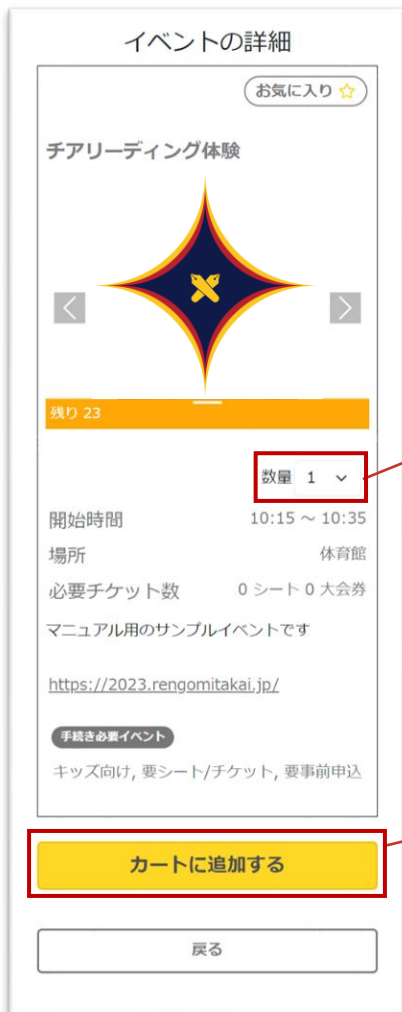 イベントの詳細
お気に入り ☆
チアリーディング体験
残り 23
数量 1
開始時間 10:15 ～ 10:35
場所 体育館
必要チケット数 0 シート 0 大会券
マニュアル用のサンプルイベントです
https://2023.rengomitakai.jp/
手続き必要イベント
キッズ向け, 要シート/チケット, 要事前申込
カートに追加する
戻る